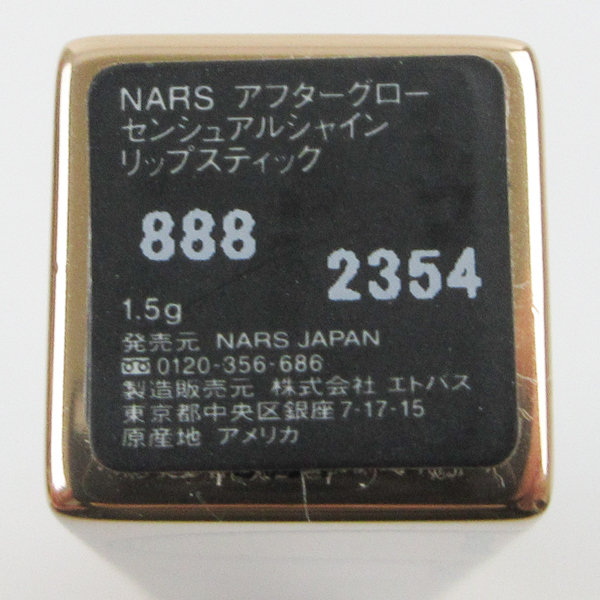 NARS アフターグロー
センシュアルシャイン
リップスティック
888
2354
1.5g
発売元 NARS JAPAN
0120-356-686
製造販売元 株式会社 エトバス
東京都中央区銀座7-17-15
原産地 アメリカ